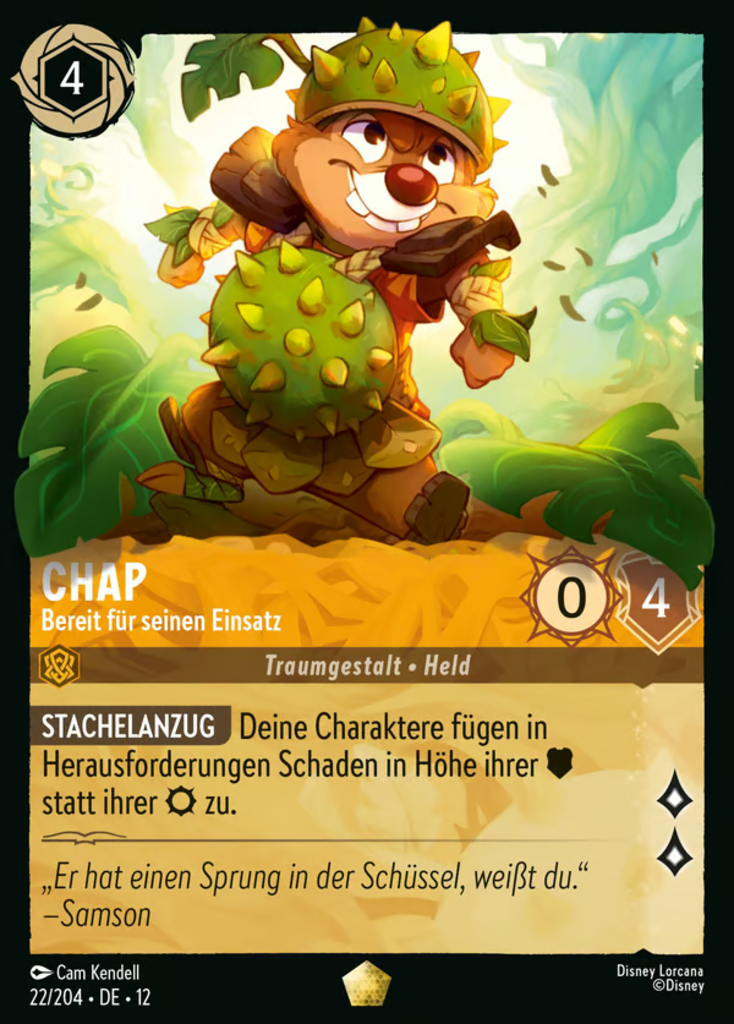 4
CHAP
Bereit für seinen Einsatz
0
4
Traumgestalt • Held
STACHELANZUG Deine Charaktere fügen in
Herausforderungen Schaden in Höhe ihrer
statt ihrer zu.
„Er hat einen Sprung in der Schüssel, weißt du.“
–Samson
Cam Kendell
22/204 • DE • 12
Disney Lorcana
©Disney